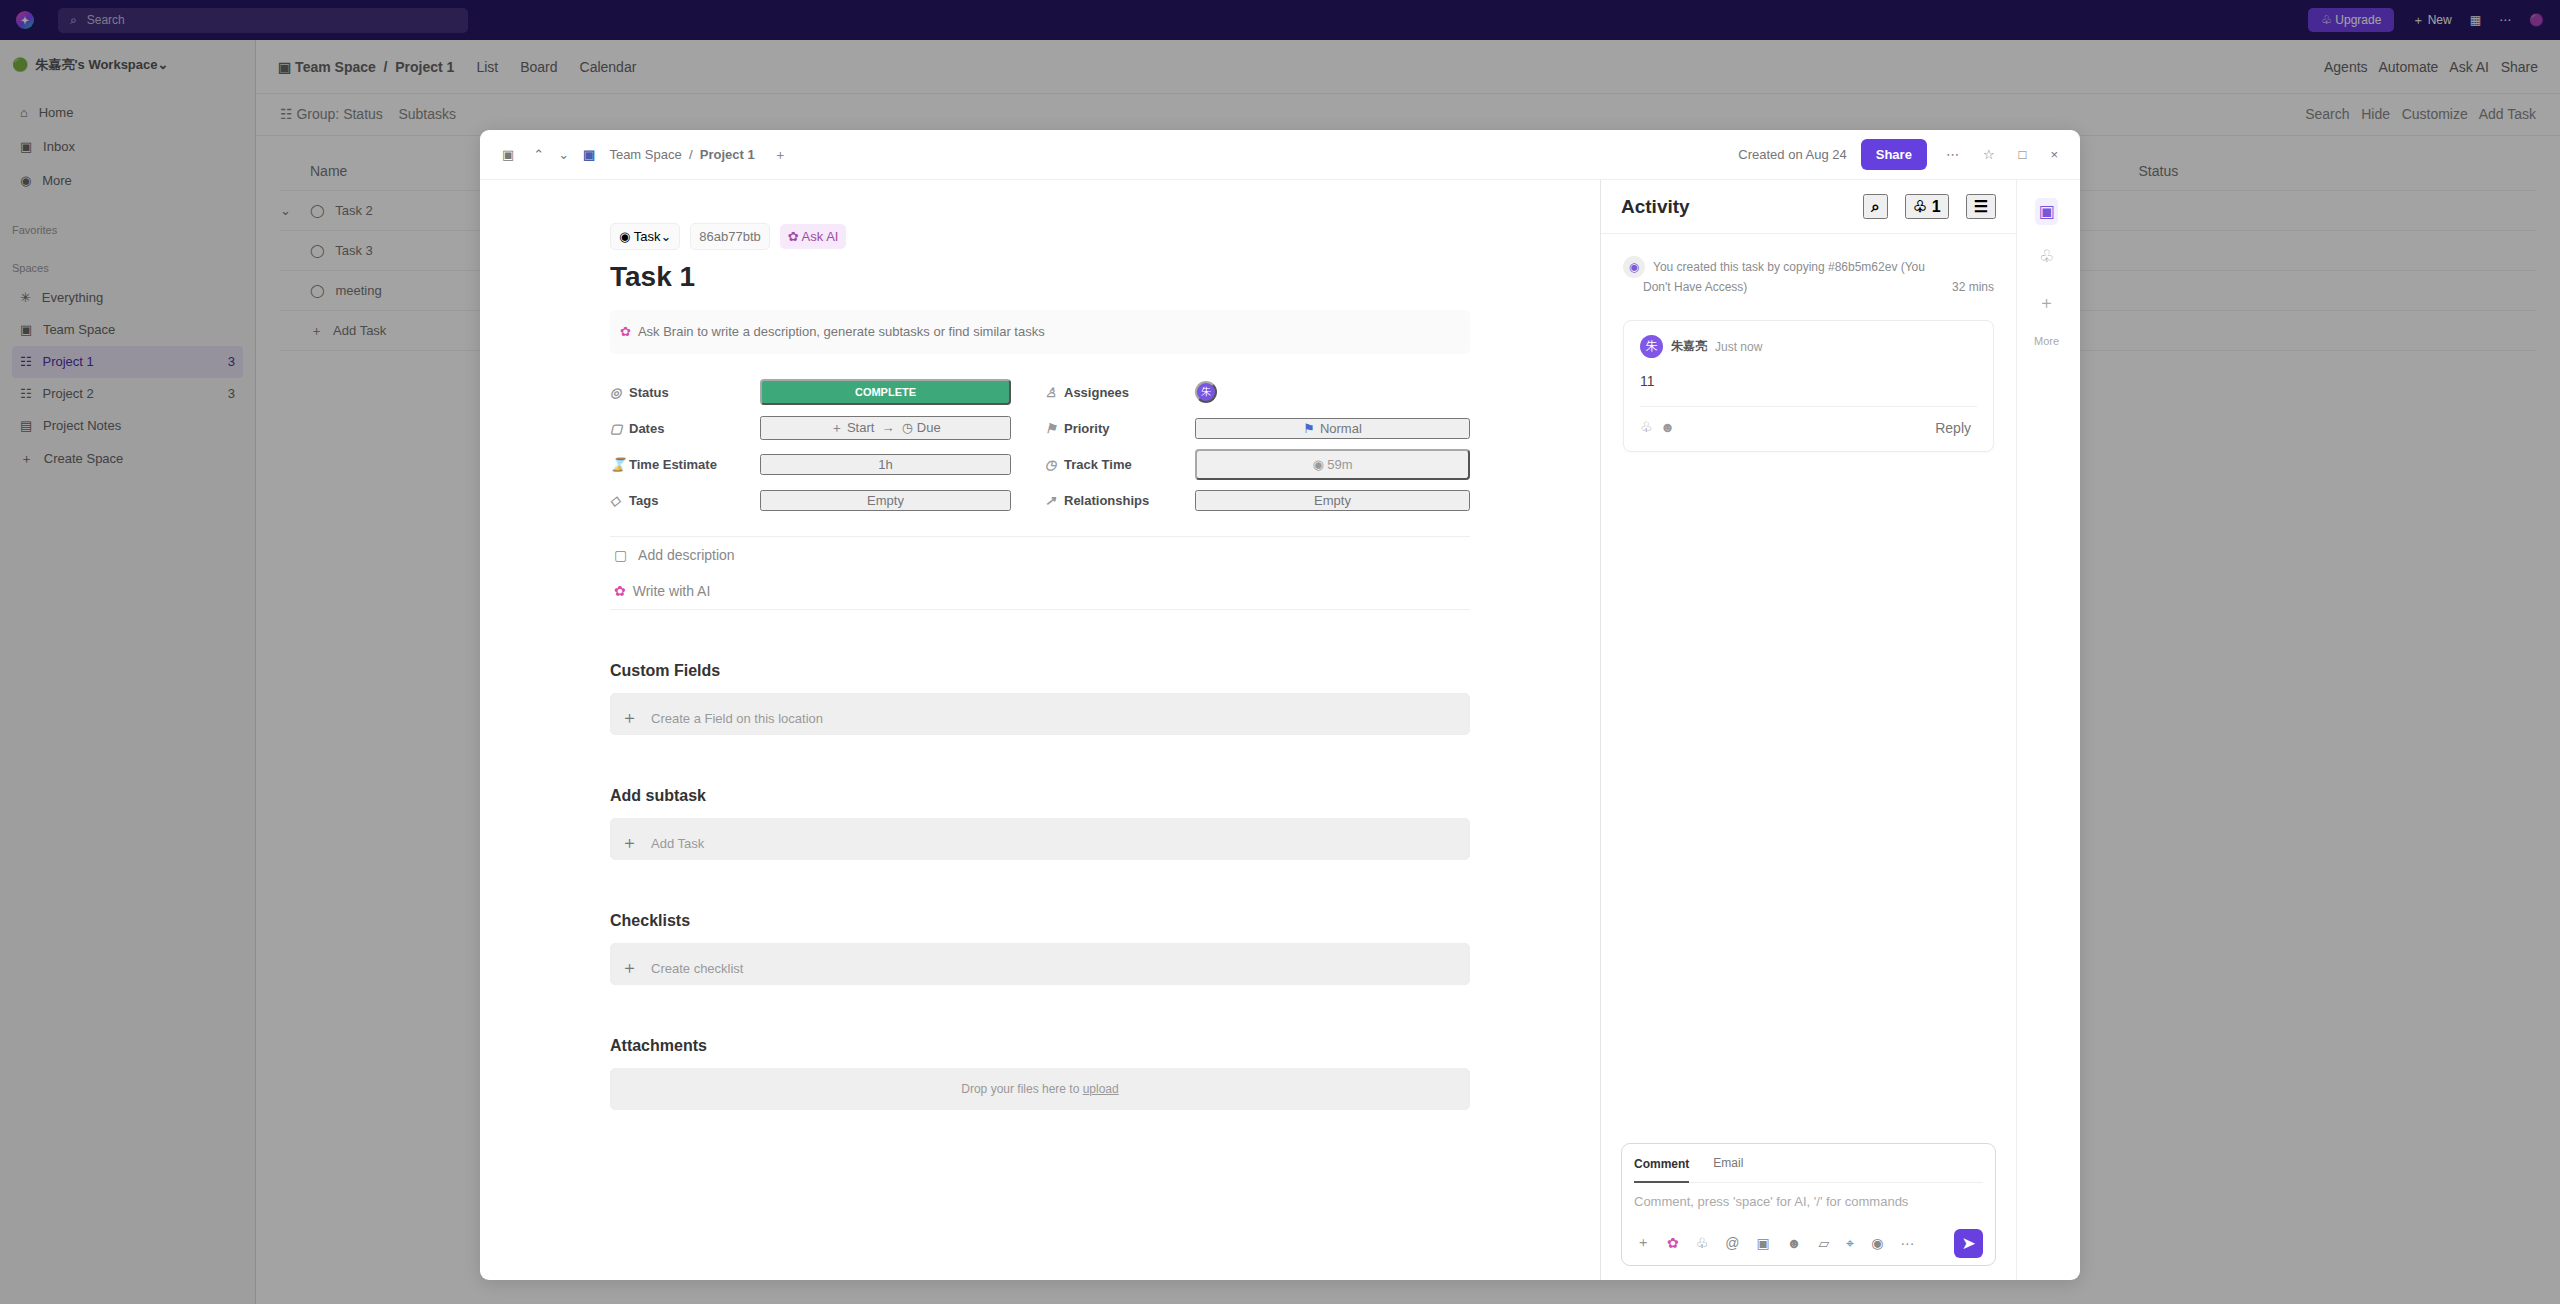 Search
Upgrade
+ New
朱嘉亮's Workspace
Home
Inbox
More
Favorites
Spaces
Everything
Team Space
Project 1 3
Project 2 3
Project Notes
+ Create Space
Team Space / Project 1 List Board Calendar
Agents Automate Ask AI Share
Group: Status Subtasks
Search Hide Customize Add Task
Name
Status
Task 2
Task 3
meeting
+ Add Task
Team Space / Project 1 +
Created on Aug 24 Share
Task 86ab77btb Ask AI
Task 1
Ask Brain to write a description, generate subtasks or find similar tasks
Status COMPLETE Assignees 朱
Dates + Start → Due Priority Normal
Time Estimate 1h Track Time 59m
Tags Empty Relationships Empty
Add description
Write with AI
Custom Fields
+ Create a Field on this location
Add subtask
+ Add Task
Checklists
+ Create checklist
Attachments
Drop your files here to upload
Activity
1
You created this task by copying #86b5m62ev (You
Don't Have Access) 32 mins
朱 朱嘉亮 Just now
11
Reply
Comment Email
Comment, press 'space' for AI, '/' for commands
+ @ ···
+
More